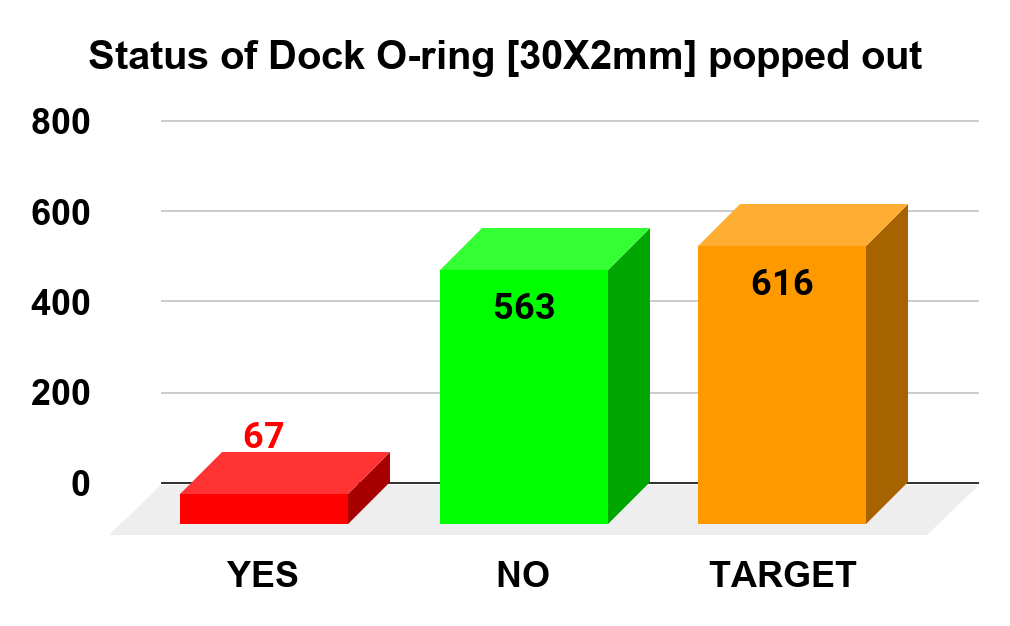 Status of Dock O-ring [30X2mm] popped out
800
600
400
200
0
67
563
616
YES
NO
TARGET